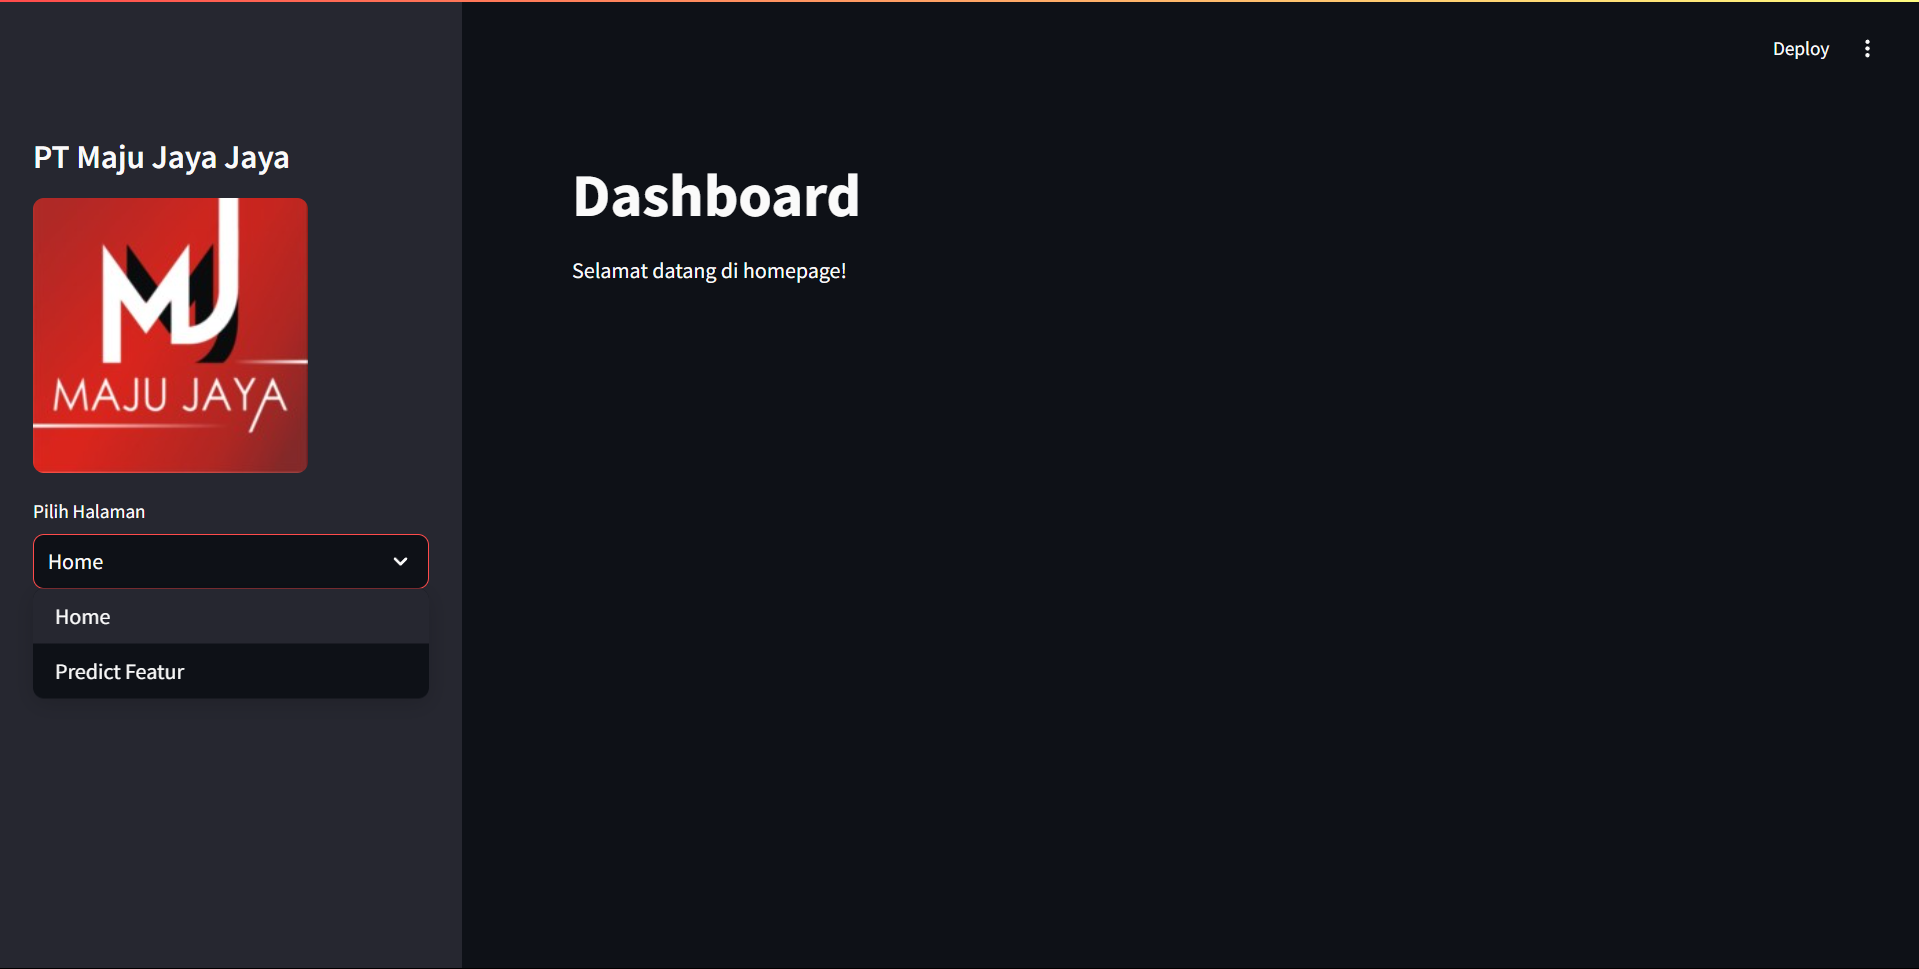 Deploy
PT Maju Jaya Jaya
MJ
MAJU JAYA
Pilih Halaman
Home
Home
Predict Featur
Dashboard
Selamat datang di homepage!